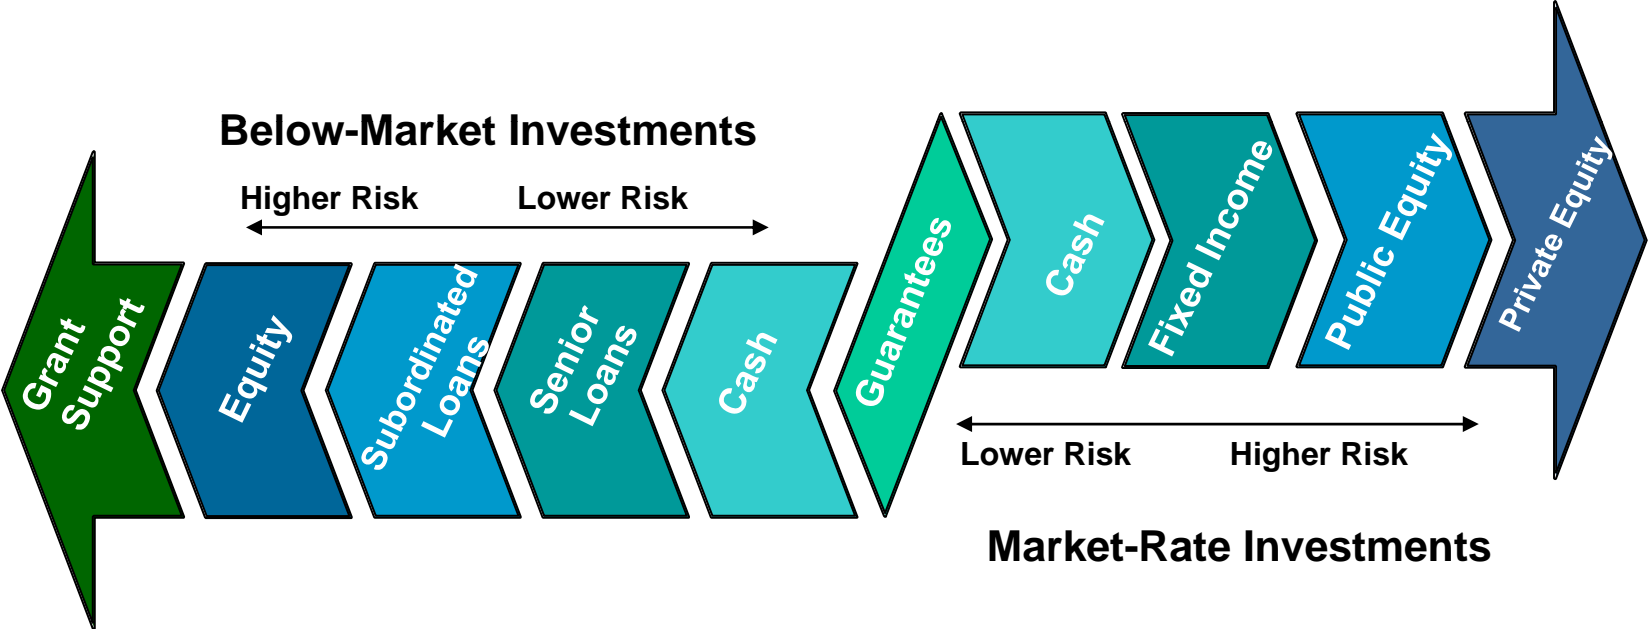 Below-Market Investments
Higher Risk
Lower Risk
Grant
Support
Equity
Subordinated
Loans
Senior
Loans
Cash
Guarantees
Cash
Fixed Income
Public Equity
Private Equity
Lower Risk
Higher Risk
Market-Rate Investments